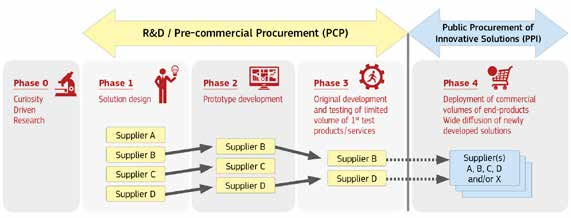 R&D / Pre-commercial Procurement (PCP)
Public Procurement of
Innovative Solutions (PPI)
Phase 0
Curiosity
Driven
Research
Phase 1
Solution design
Supplier A
Supplier B
Supplier C
Supplier D
Phase 2
Prototype development
Supplier B
Supplier C
Supplier D
Phase 3
Original development
and testing of limited
volume of 1st test
products/services
Supplier B
Supplier D
Phase 4
Deployment of commercial
volumes of end-products
Wide diffusion of newly
developed solutions
Supplier(s)
A, B, C, D
and/or X